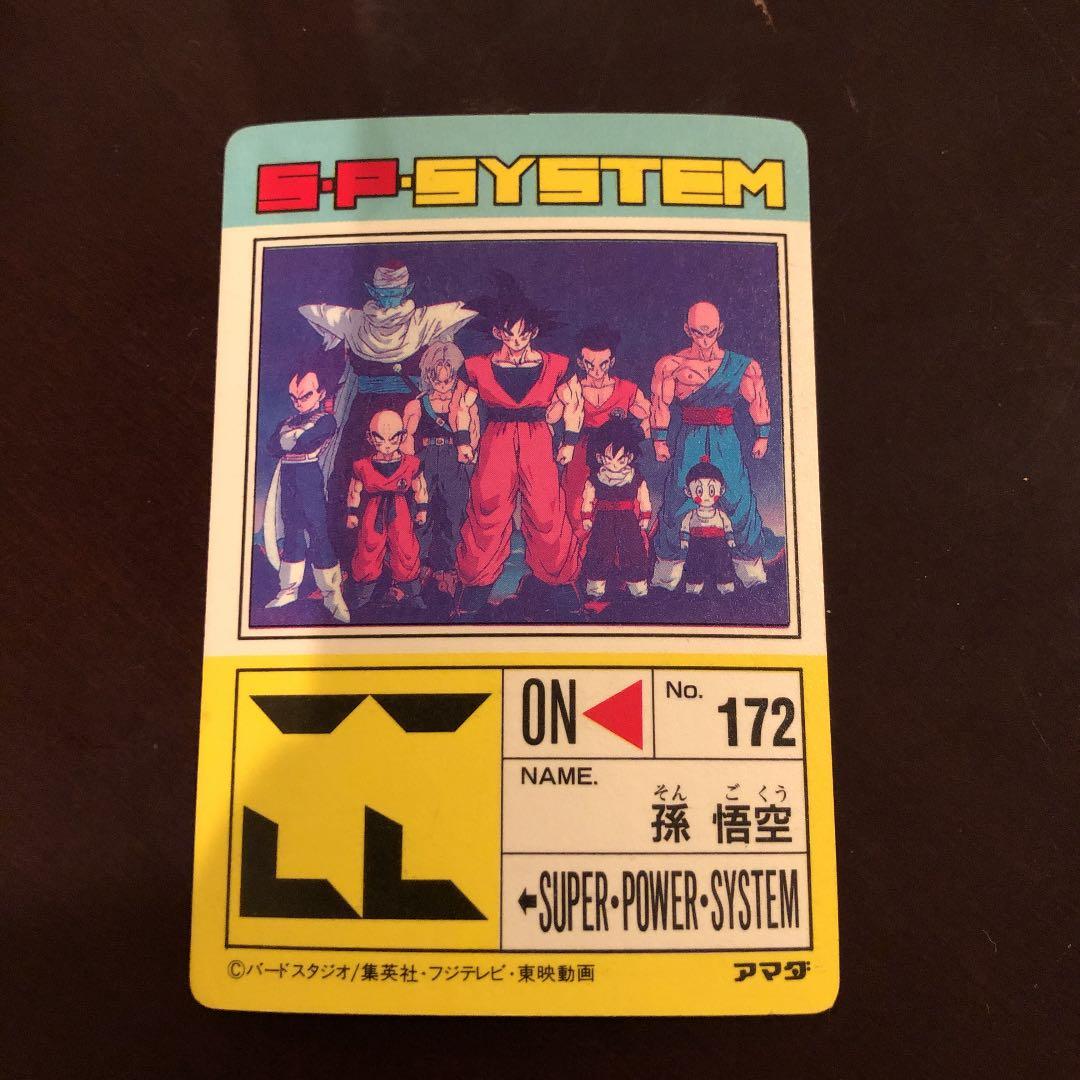 S・P・SYSTEM
ON
No. 172
NAME.
そん ご くう
孫 悟空
SUPER・POWER・SYSTEM
©バードスタジオ/集英社・フジテレビ・東映動画
アマダ